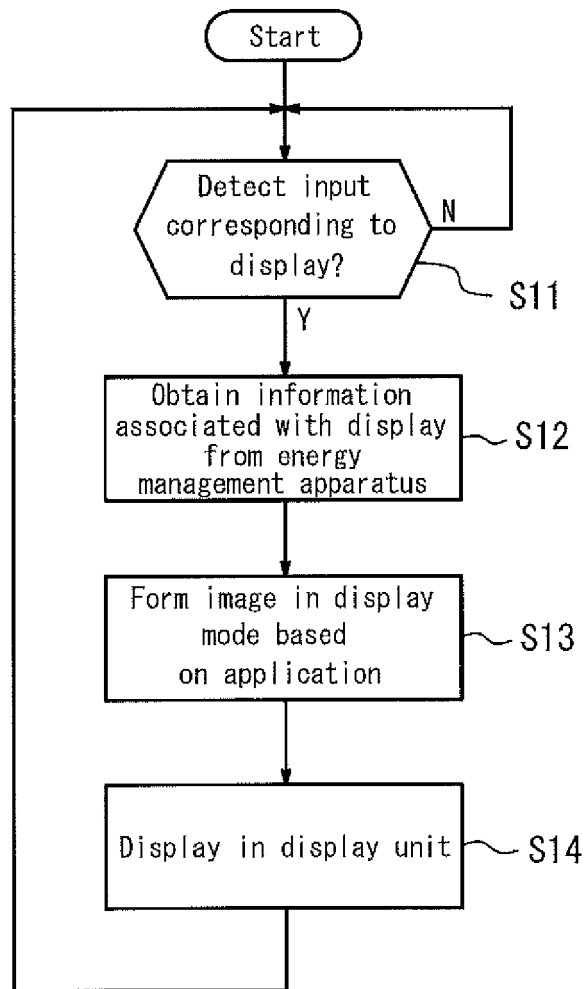 Start
Detect input
corresponding to
display?
N
S11
Y
Obtain information
associated with display
from energy
management apparatus
S12
Form image in display
mode based
on application
S13
Display in display unit
S14